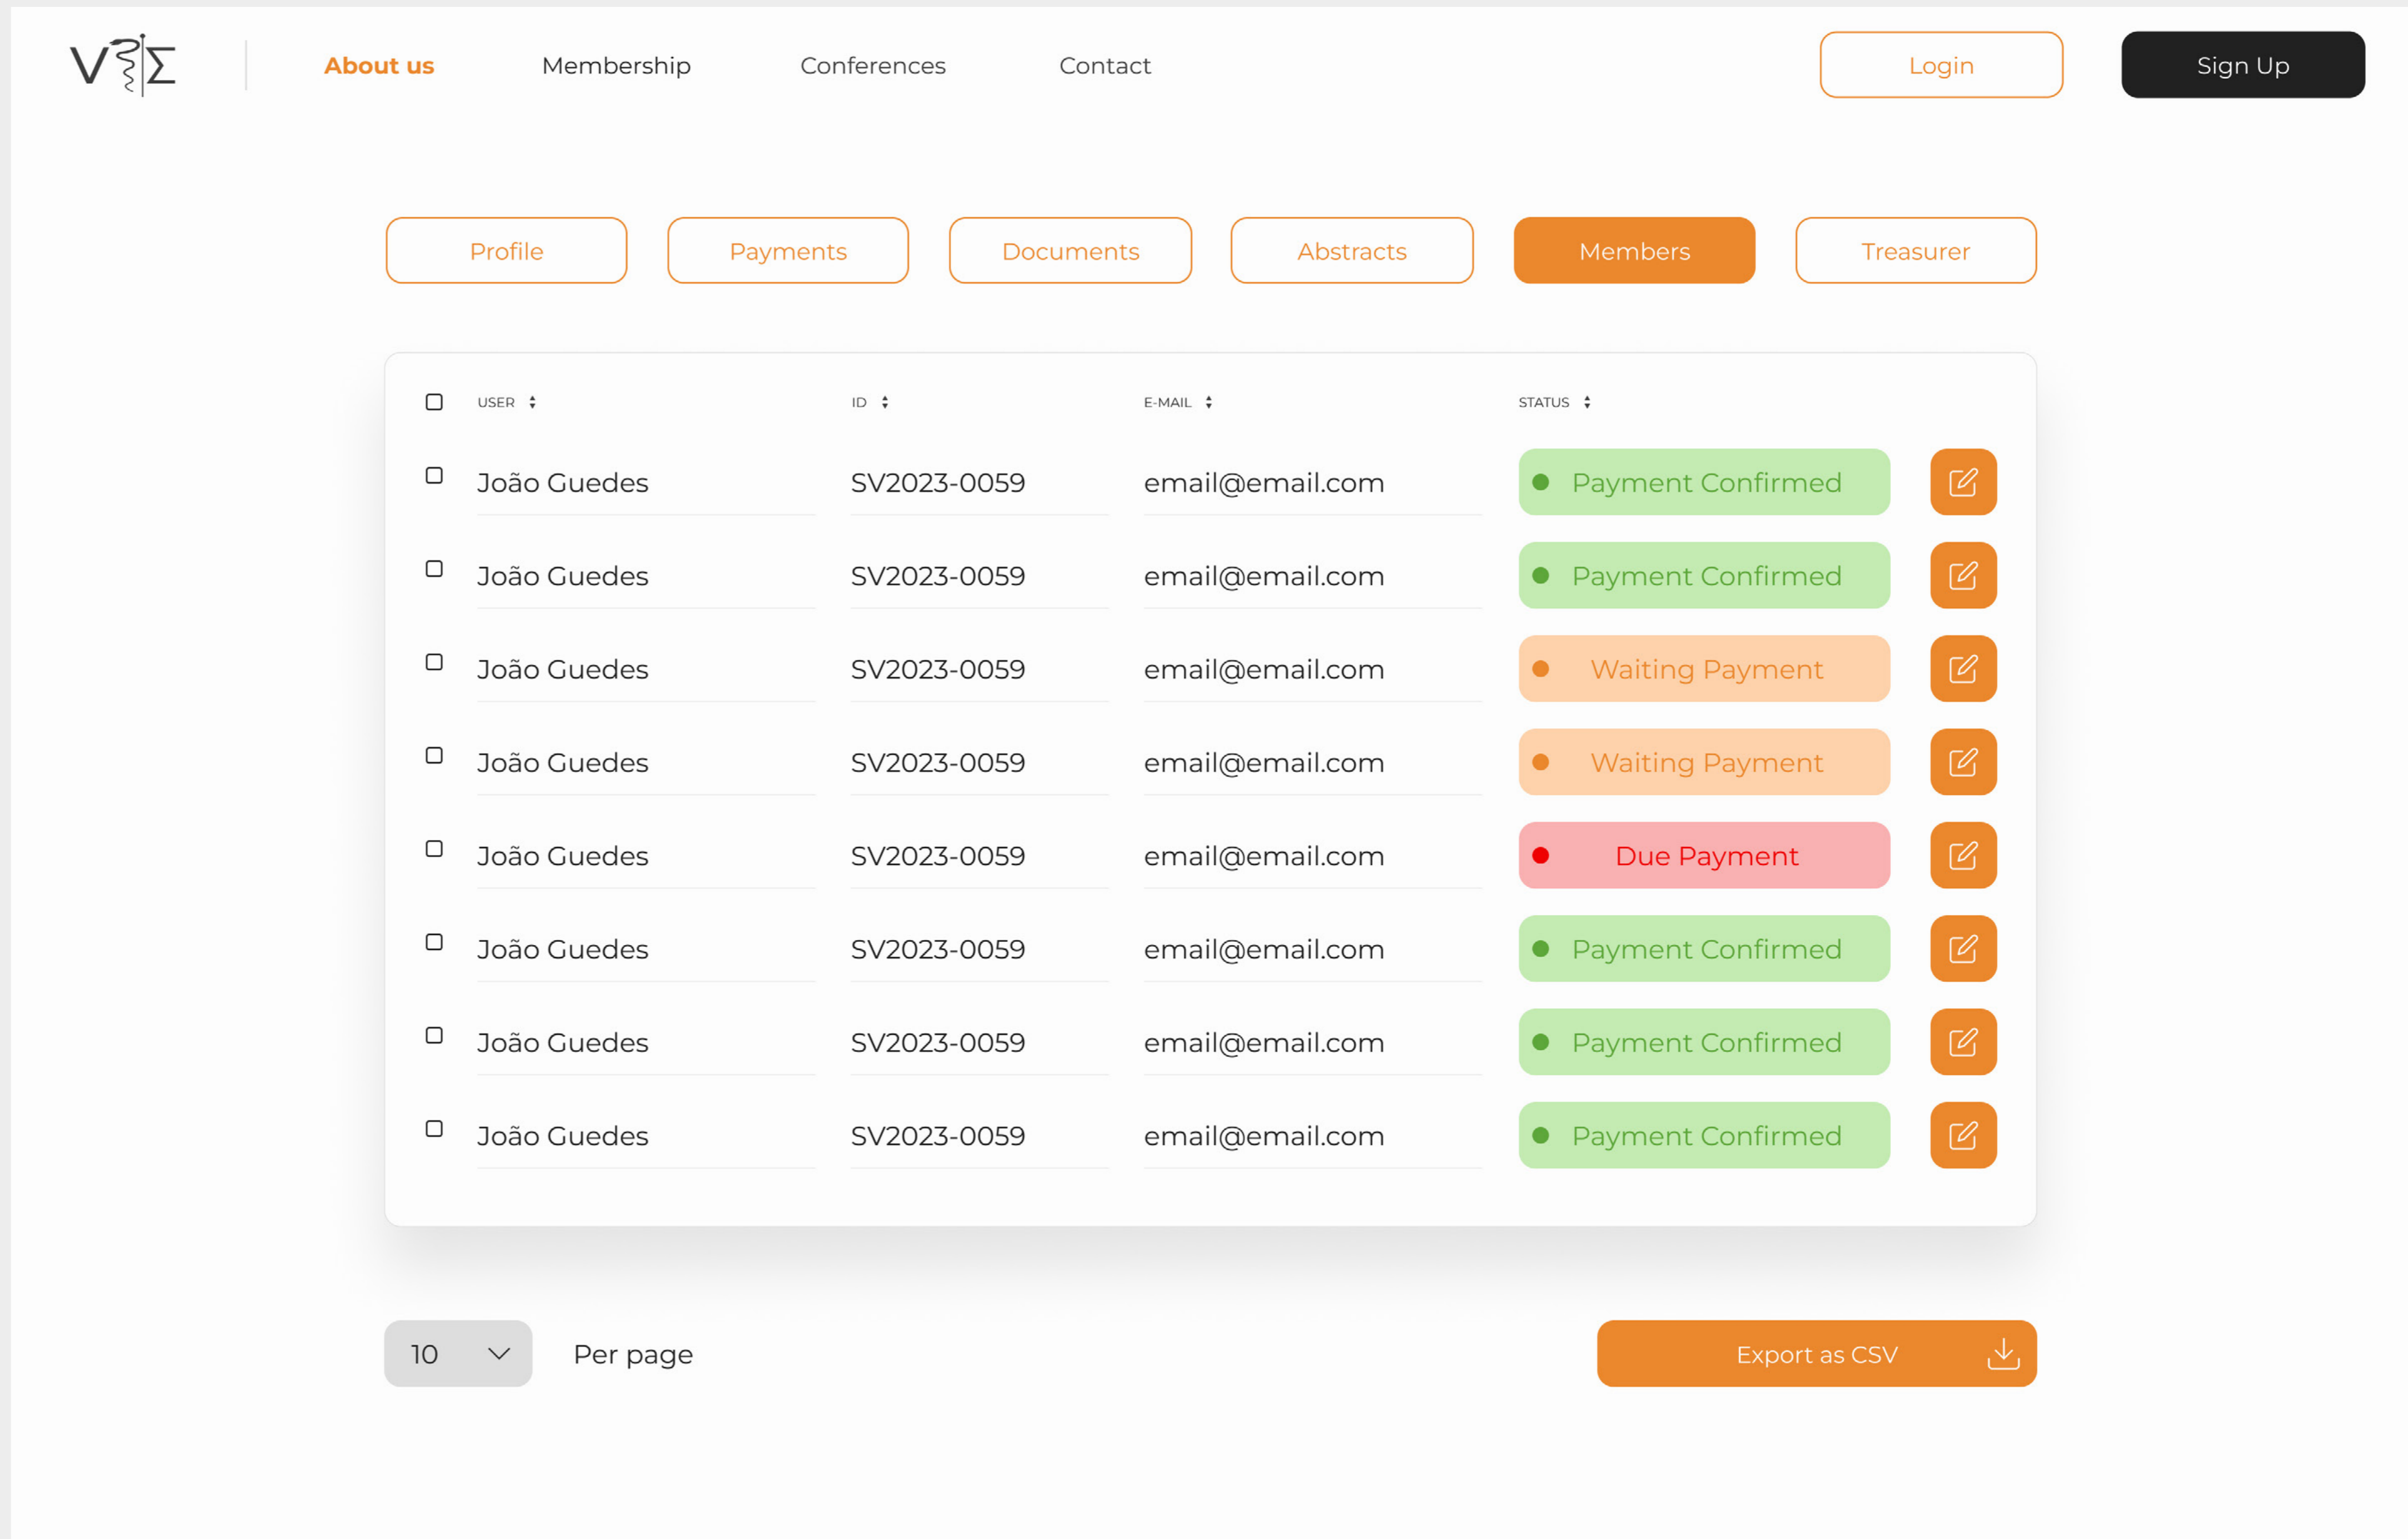 V Σ
About us Membership Conferences Contact Login Sign Up
Profile Payments Documents Abstracts Members Treasurer
USER ID E-MAIL STATUS
João Guedes SV2023-0059 email@email.com Payment Confirmed
João Guedes SV2023-0059 email@email.com Payment Confirmed
João Guedes SV2023-0059 email@email.com Waiting Payment
João Guedes SV2023-0059 email@email.com Waiting Payment
João Guedes SV2023-0059 email@email.com Due Payment
João Guedes SV2023-0059 email@email.com Payment Confirmed
João Guedes SV2023-0059 email@email.com Payment Confirmed
João Guedes SV2023-0059 email@email.com Payment Confirmed
10 Per page Export as CSV